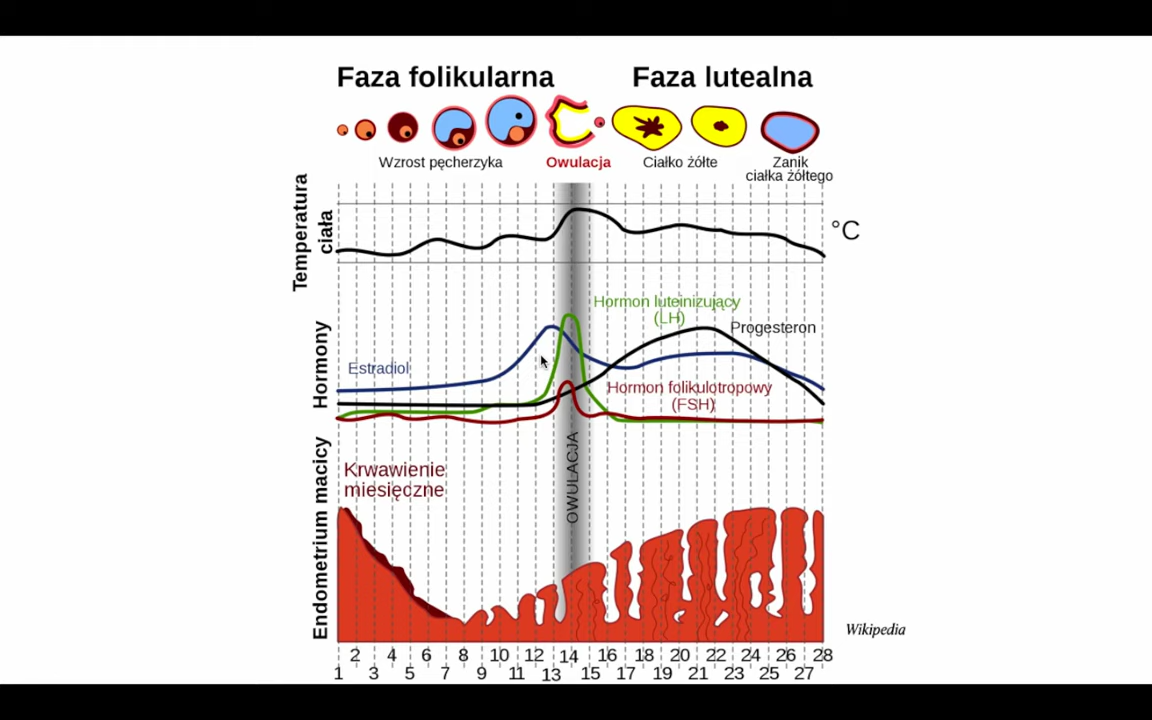 Faza folikularna
Faza lutealna
Wzrost pęcherzyka
Owulacja
Ciałko żółte
Zanik
ciałka żółtego
Temperatura
ciała
°C
Hormony
Estradiol
Hormon luteinizujący
(LH)
Progesteron
Hormon folikulotropowy
(FSH)
OWULACJA
Endometrium macicy
Krwawienie
miesięczne
Wikipedia
2 4 6 8 10 12 14 16 18 20 22 24 26 28
1 3 5 7 9 11 13 15 17 19 21 23 25 27